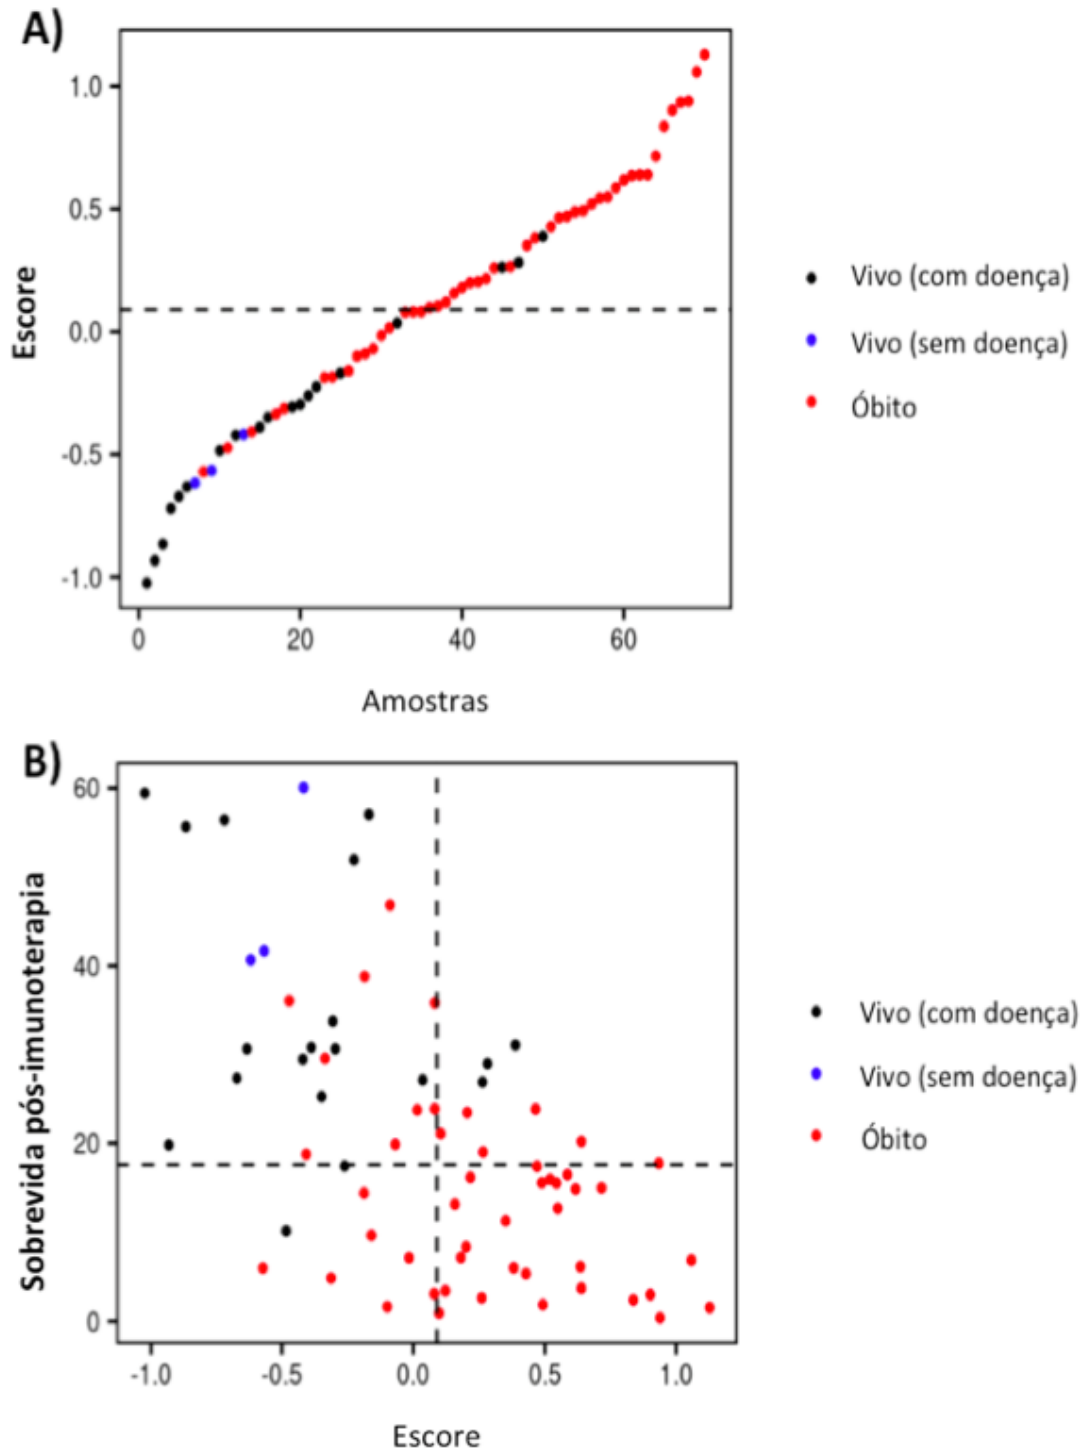 A)
1.0
0.5
0.0
-0.5
-1.0
Escore
0 20 40 60
Amostras
Vivo (com doença)
Vivo (sem doença)
Óbito
B)
60
40
20
0
Sobrevida pós-imunoterapia
-1.0 -0.5 0.0 0.5 1.0
Escore
Vivo (com doença)
Vivo (sem doença)
Óbito